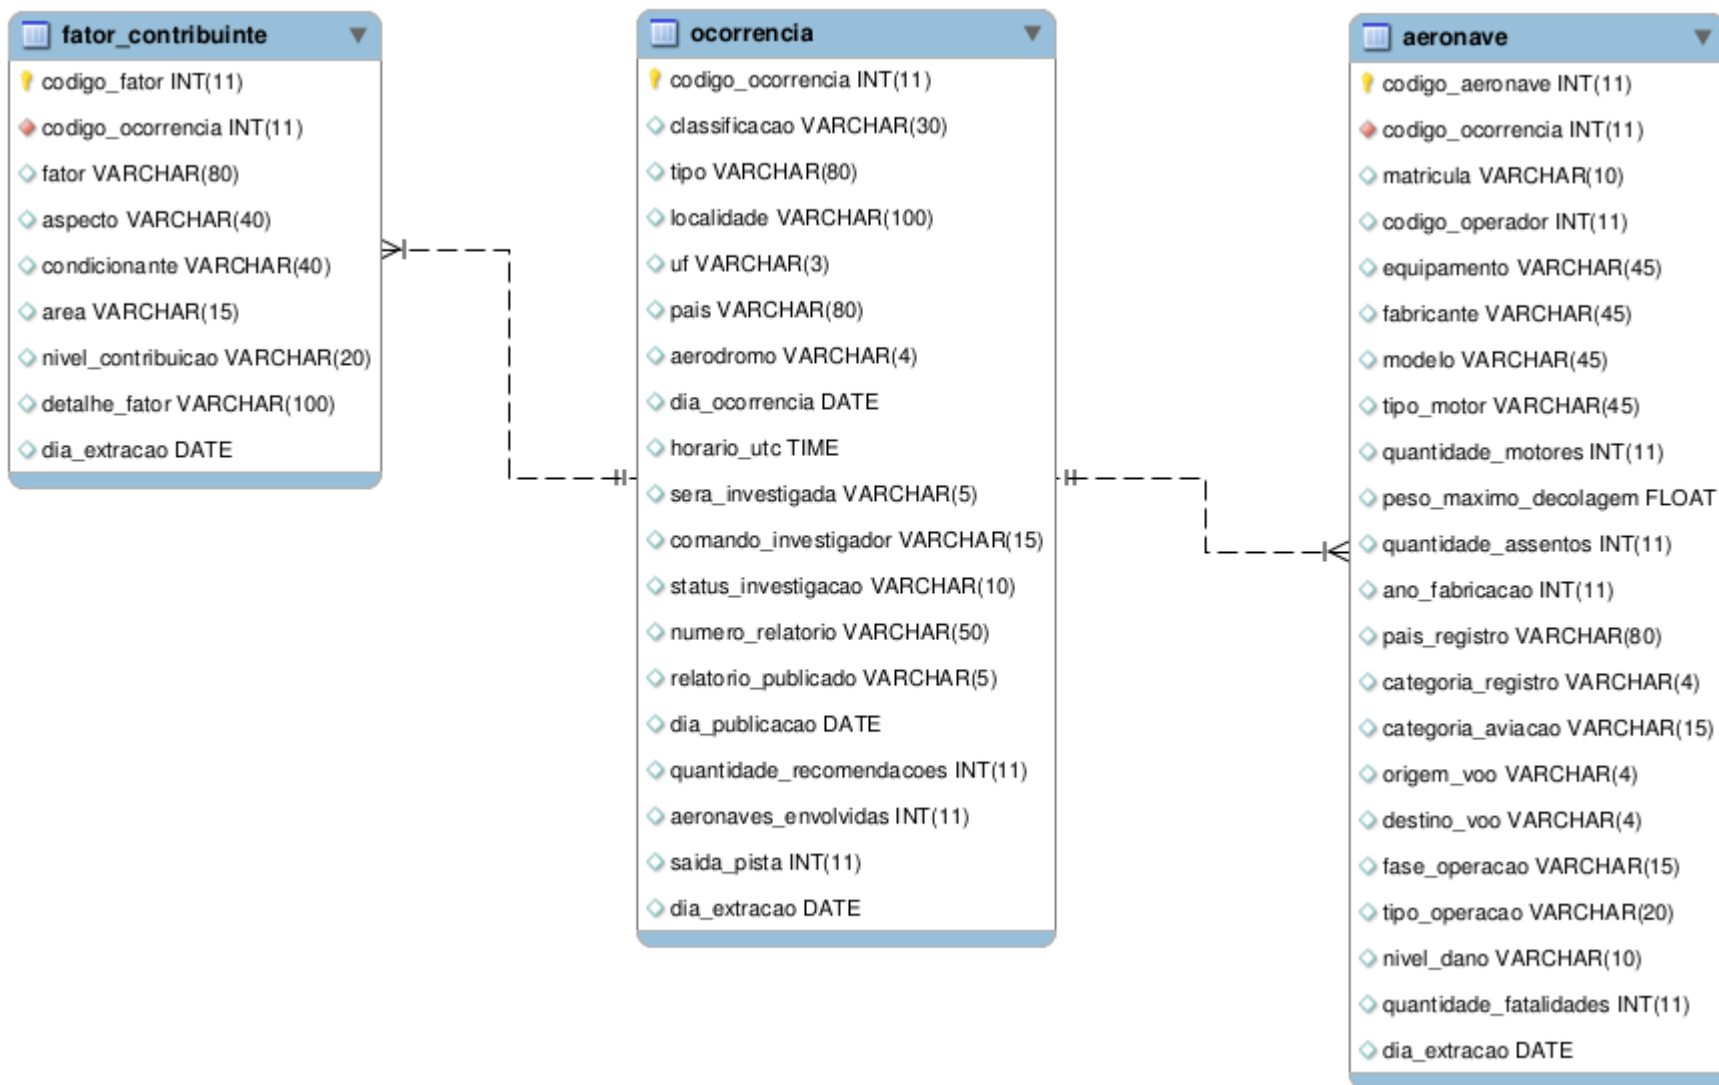 fator_contribuinte
codigo_fator INT(11)
codigo_ocorrencia INT(11)
fator VARCHAR(80)
aspecto VARCHAR(40)
condicionante VARCHAR(40)
area VARCHAR(15)
nivel_contribuicao VARCHAR(20)
detalhe_fator VARCHAR(100)
dia_extracao DATE
ocorrencia
codigo_ocorrencia INT(11)
classificacao VARCHAR(30)
tipo VARCHAR(80)
localidade VARCHAR(100)
uf VARCHAR(3)
pais VARCHAR(80)
aerodromo VARCHAR(4)
dia_ocorrencia DATE
horario_utc TIME
sera_investigada VARCHAR(5)
comando_investigador VARCHAR(15)
status_investigacao VARCHAR(10)
numero_relatorio VARCHAR(50)
relatório_publicado VARCHAR(5)
dia_publicacao DATE
quantidade_recomendacoes INT(11)
aeronaves_envolvidas INT(11)
saida_pista INT(11)
dia_extracao DATE
aeronave
codigo_aeronave INT(11)
codigo_ocorrencia INT(11)
matricula VARCHAR(10)
codigo_operador INT(11)
equipamento VARCHAR(45)
fabricante VARCHAR(45)
modelo VARCHAR(45)
tipo_motor VARCHAR(45)
quantidade_motores INT(11)
peso_maximo_decolagem FLOAT
quantidade_assentos INT(11)
ano_fabricacao INT(11)
pais_registro VARCHAR(80)
categoria_registro VARCHAR(4)
categoria_aviacao VARCHAR(15)
origem_voo VARCHAR(4)
destino_voo VARCHAR(4)
fase_operacao VARCHAR(15)
tipo_operacao VARCHAR(20)
nivel_dano VARCHAR(10)
quantidade_fatalidades INT(11)
dia_extracao DATE